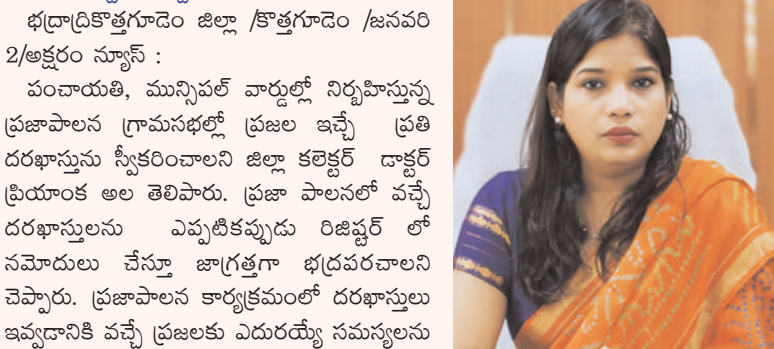 భద్రాద్రికొత్తగూడెం జిల్లా /కొత్తగూడెం /జనవరి
2/అక్షరం న్యూస్ :
పంచాయతి, మున్సిపల్ వార్డుల్లో నిర్బహిస్తున్న
ప్రజాపాలన గ్రామసభల్లో ప్రజల ఇచ్చే ప్రతి
దరఖాస్తును స్వీకరించాలని జిల్లా కలెక్టర్ డాక్టర్
ప్రియాంక అల తెలిపారు. ప్రజా పాలనలో వచ్చే
దరఖాస్తులను ఎప్పటికప్పుడు రిజిష్టర్ లో
నమోదులు చేస్తూ జాగ్రత్తగా భద్రపరచాలని
చెప్పారు. ప్రజాపాలన కార్యక్రమంలో దరఖాస్తులు
ఇవ్వడానికి వచ్చే ప్రజలకు ఎదురయ్యే సమస్యలను